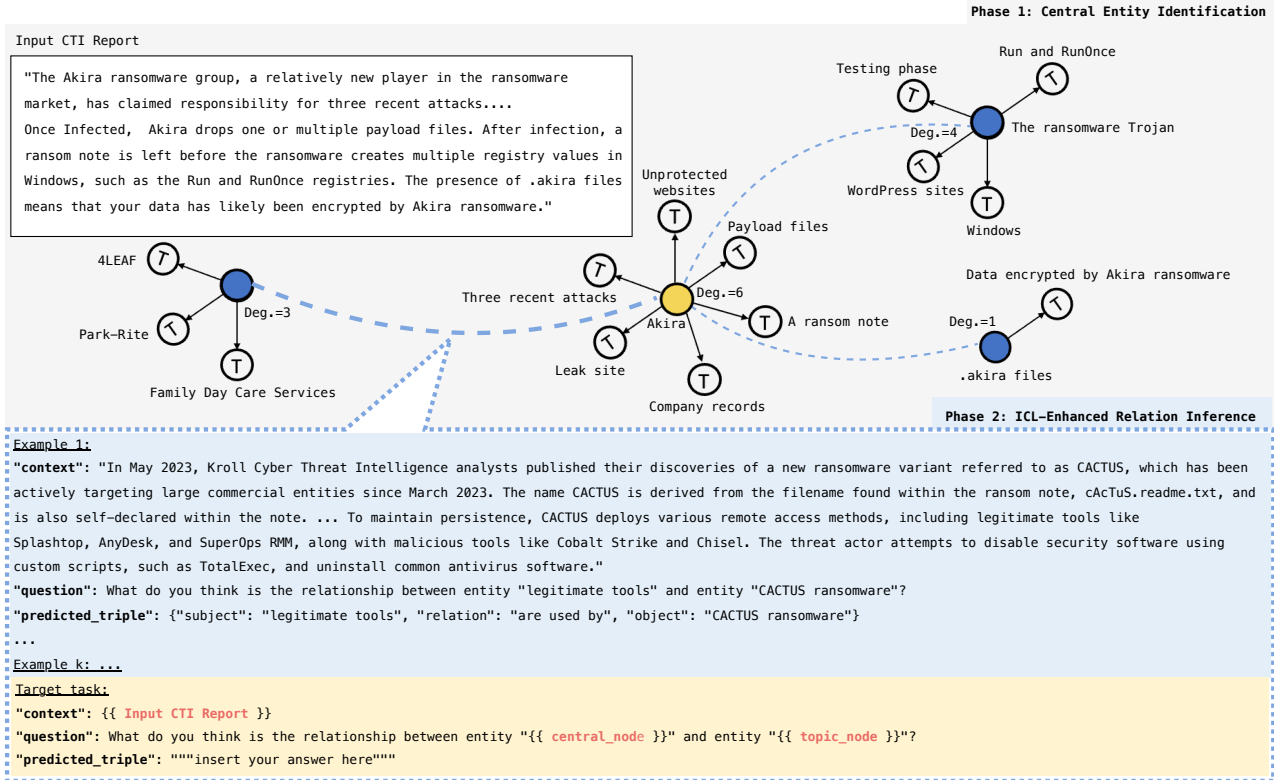 Phase 1: Central Entity Identification
Input CTI Report
"The Akira ransomware group, a relatively new player in the ransomware
market, has claimed responsibility for three recent attacks....
Once Infected, Akira drops one or multiple payload files. After infection, a
ransom note is left before the ransomware creates multiple registry values in
Windows, such as the Run and RunOnce registries. The presence of .akira files
means that your data has likely been encrypted by Akira ransomware."
Run and RunOnce
T
Testing phase
T
Deg.=4
The ransomware Trojan
T
WordPress sites
T
Windows
Unprotected
websites
T
Payload files
T
4LEAF
T
Deg.=3
Park-Rite
T
T
Family Day Care Services
T
Three recent attacks
Deg.=6
Akira
T
A ransom note
T
Leak site
T
Company records
Data encrypted by Akira ransomware
T
Deg.=1
.akira files
Phase 2: ICL-Enhanced Relation Inference
Example 1:
"context": "In May 2023, Kroll Cyber Threat Intelligence analysts published their discoveries of a new ransomware variant referred to as CACTUS, which has been
actively targeting large commercial entities since March 2023. The name CACTUS is derived from the filename found within the ransom note, cAcTuS.readme.txt, and
is also self-declared within the note. ... To maintain persistence, CACTUS deploys various remote access methods, including legitimate tools like
Splashtop, AnyDesk, and SuperOps RMM, along with malicious tools like Cobalt Strike and Chisel. The threat actor attempts to disable security software using
custom scripts, such as TotalExec, and uninstall common antivirus software."
"question": What do you think is the relationship between entity "legitimate tools" and entity "CACTUS ransomware"?
"predicted_triple": {"subject": "legitimate tools", "relation": "are used by", "object": "CACTUS ransomware"}
...
Example k: ...
Target task:
"context": {{ Input CTI Report }}
"question": What do you think is the relationship between entity "{{ central_node }}" and entity "{{ topic_node }}"?
"predicted_triple": """insert your answer here"""